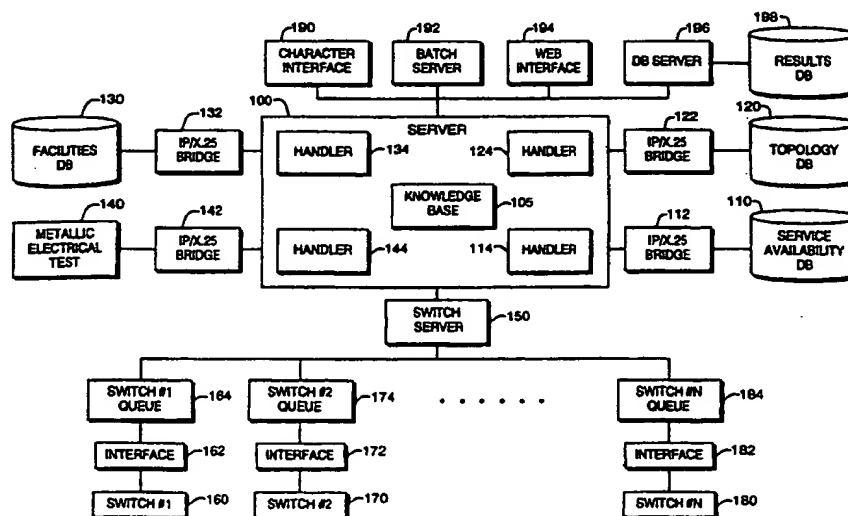 190
192
194
196
198
CHARACTER
INTERFACE
BATCH
SERVER
WEB
INTERFACE
DB SERVER
RESULTS
DB
130
132
100
SERVER
122
120
FACILITIES
DB
IP/X.25
BRIDGE
HANDLER
134
124
HANDLER
IP/X.25
BRIDGE
TOPOLOGY
DB
KNOWLEDGE
BASE
105
140
142
112
110
METALLIC
ELECTRICAL
TEST
IP/X.25
BRIDGE
HANDLER
144
114
HANDLER
IP/X.25
BRIDGE
SERVICE
AVAILABILITY
DB
SWITCH
SERVER
150
SWITCH #1
QUEUE
164
SWITCH #2
QUEUE
174
. . . . . .
SWITCH #N
QUEUE
184
INTERFACE
162
INTERFACE
172
INTERFACE
182
SWITCH #1
160
SWITCH #2
170
SWITCH #N
180